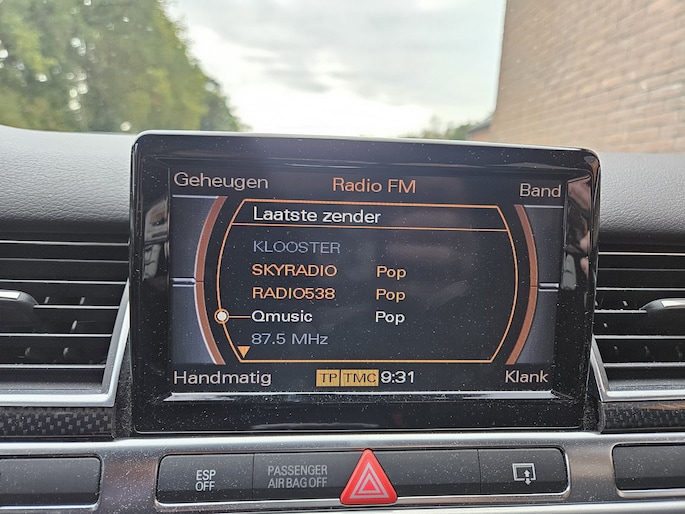 Geheugen Radio FM Band
Laatste zender
KLOOSTER
SKYRADIO Pop
RADIO538 Pop
Qmusic Pop
87.5 MHz
Handmatig TP TMC 9:31 Klank
ESP
OFF
PASSENGER
AIR BAG OFF